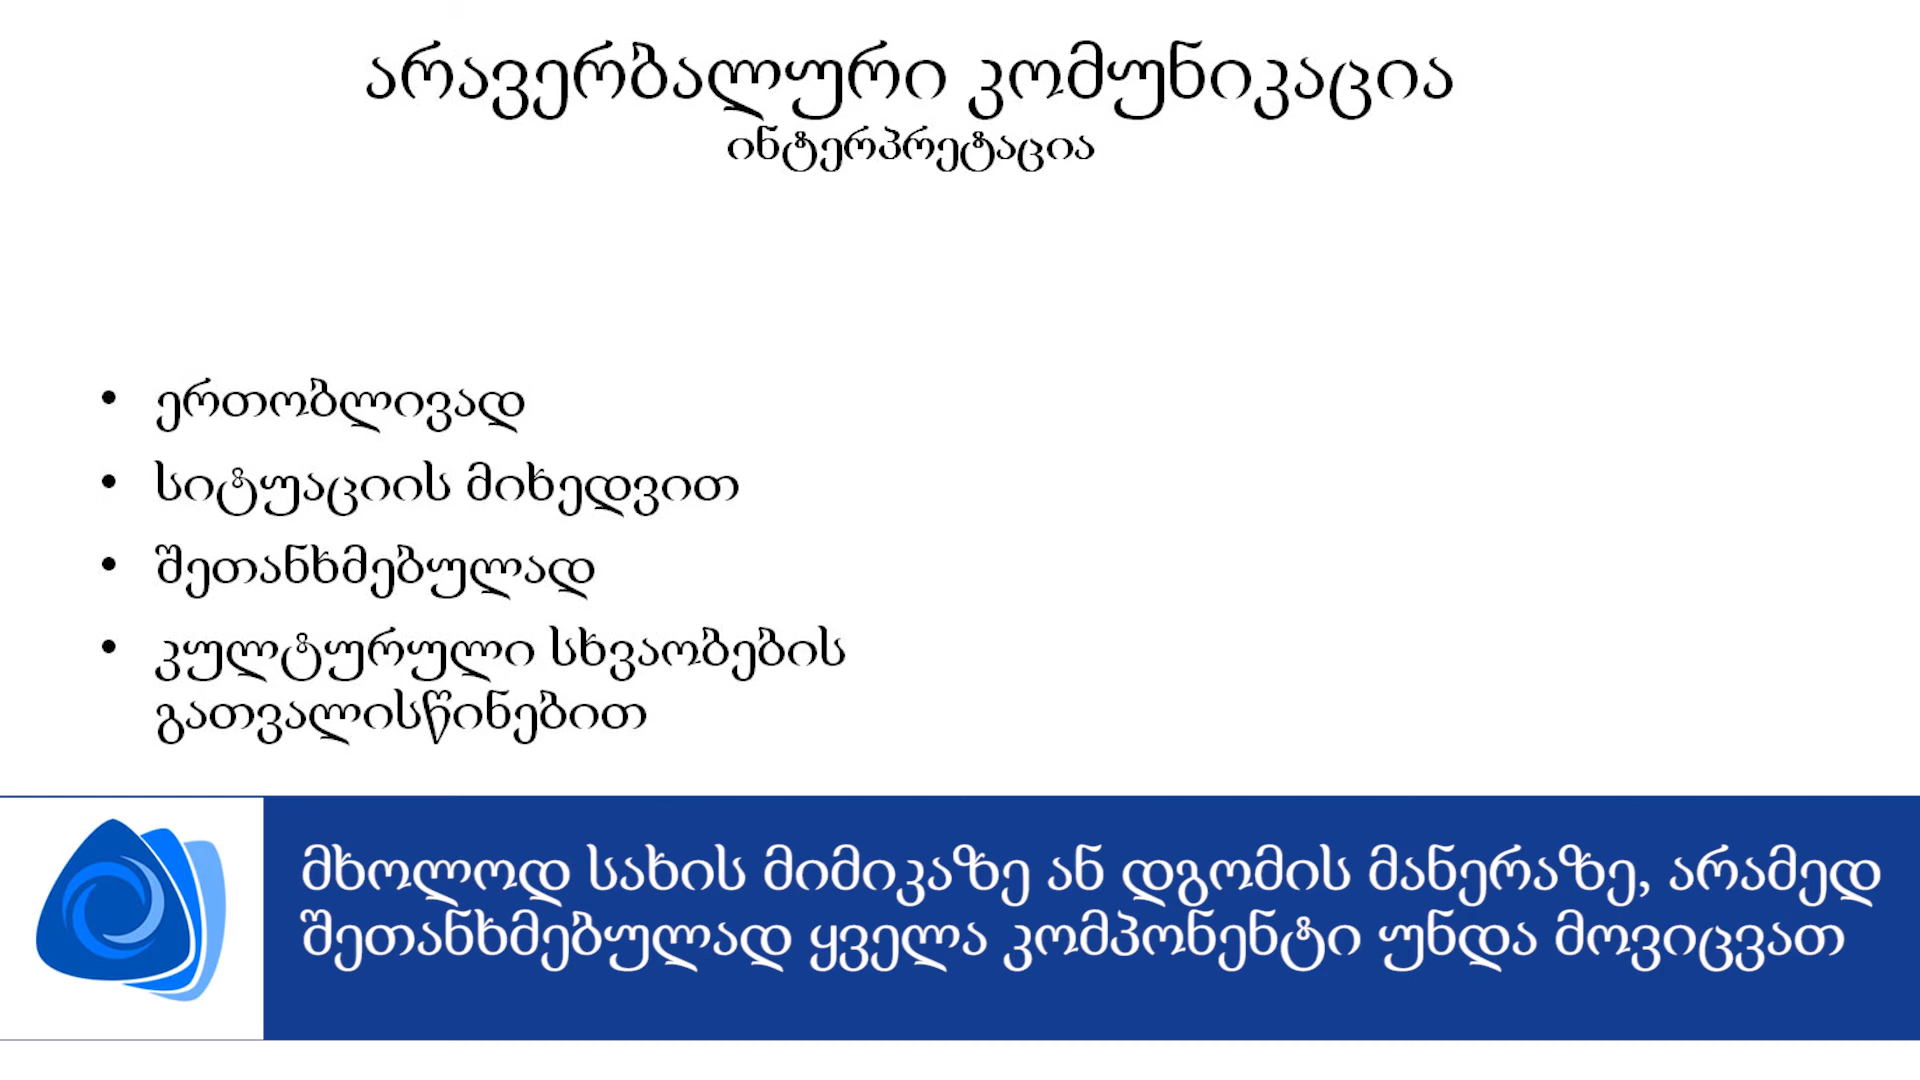 არავერბალური კომუნიკაცია
ინტერპრეტაცია
• ერთობლივად
• სიტუაციის მიხედვით
• შეთანხმებულად
• კულტურული სხვაობების
გათვალისწინებით
მხოლოდ სახის მიმიკაზე ან დგომის მანერაზე, არამედ
შეთანხმებულად ყველა კომპონენტი უნდა მოვიცვათ